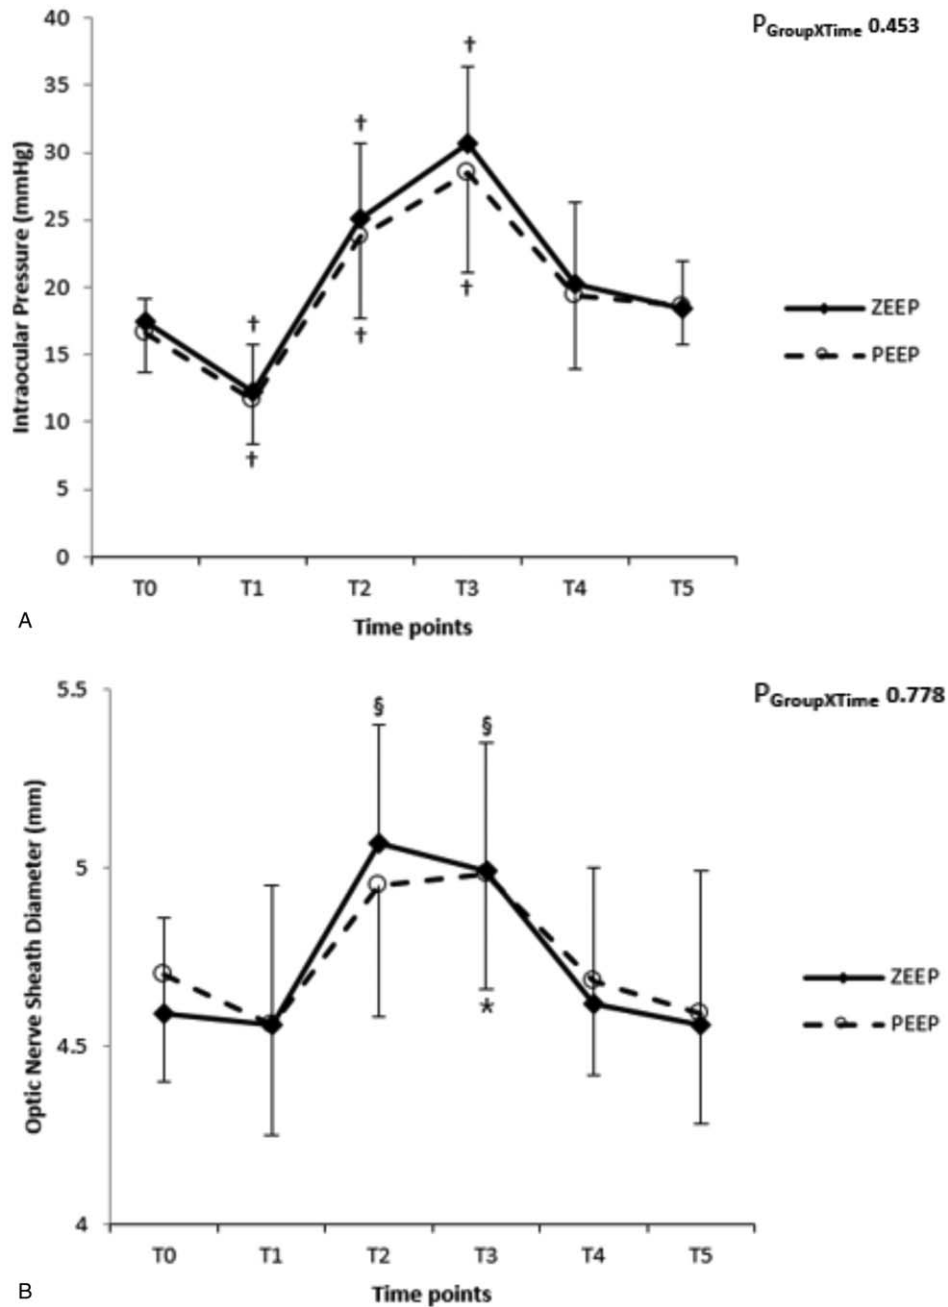 P GroupXTime 0.453
40
35
30
25
20
15
10
5
0
Intraocular Pressure (mmHg)
†
†
†
†
†
†
ZEEP
PEEP
T0 T1 T2 T3 T4 T5
Time points
A
P GroupXTime 0.778
5.5
5
4.5
4
Optic Nerve Sheath Diameter (mm)
§
§
*
ZEEP
PEEP
T0 T1 T2 T3 T4 T5
Time points
B